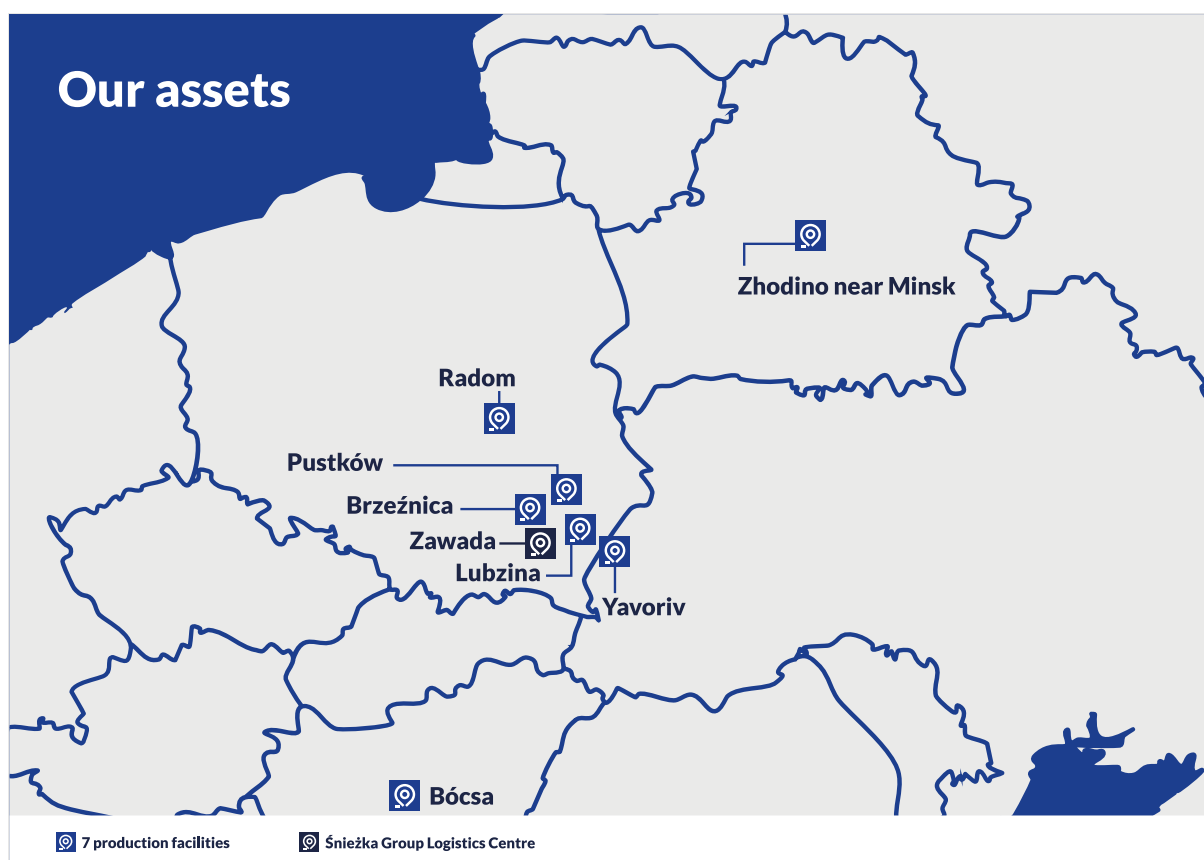 Our assets
Zhodino near Minsk
Radom
Pustków
Brzeźnica
Zawada
Lubzina
Yavoriv
Bócsa
7 production facilities
Śnieżka Group Logistics Centre